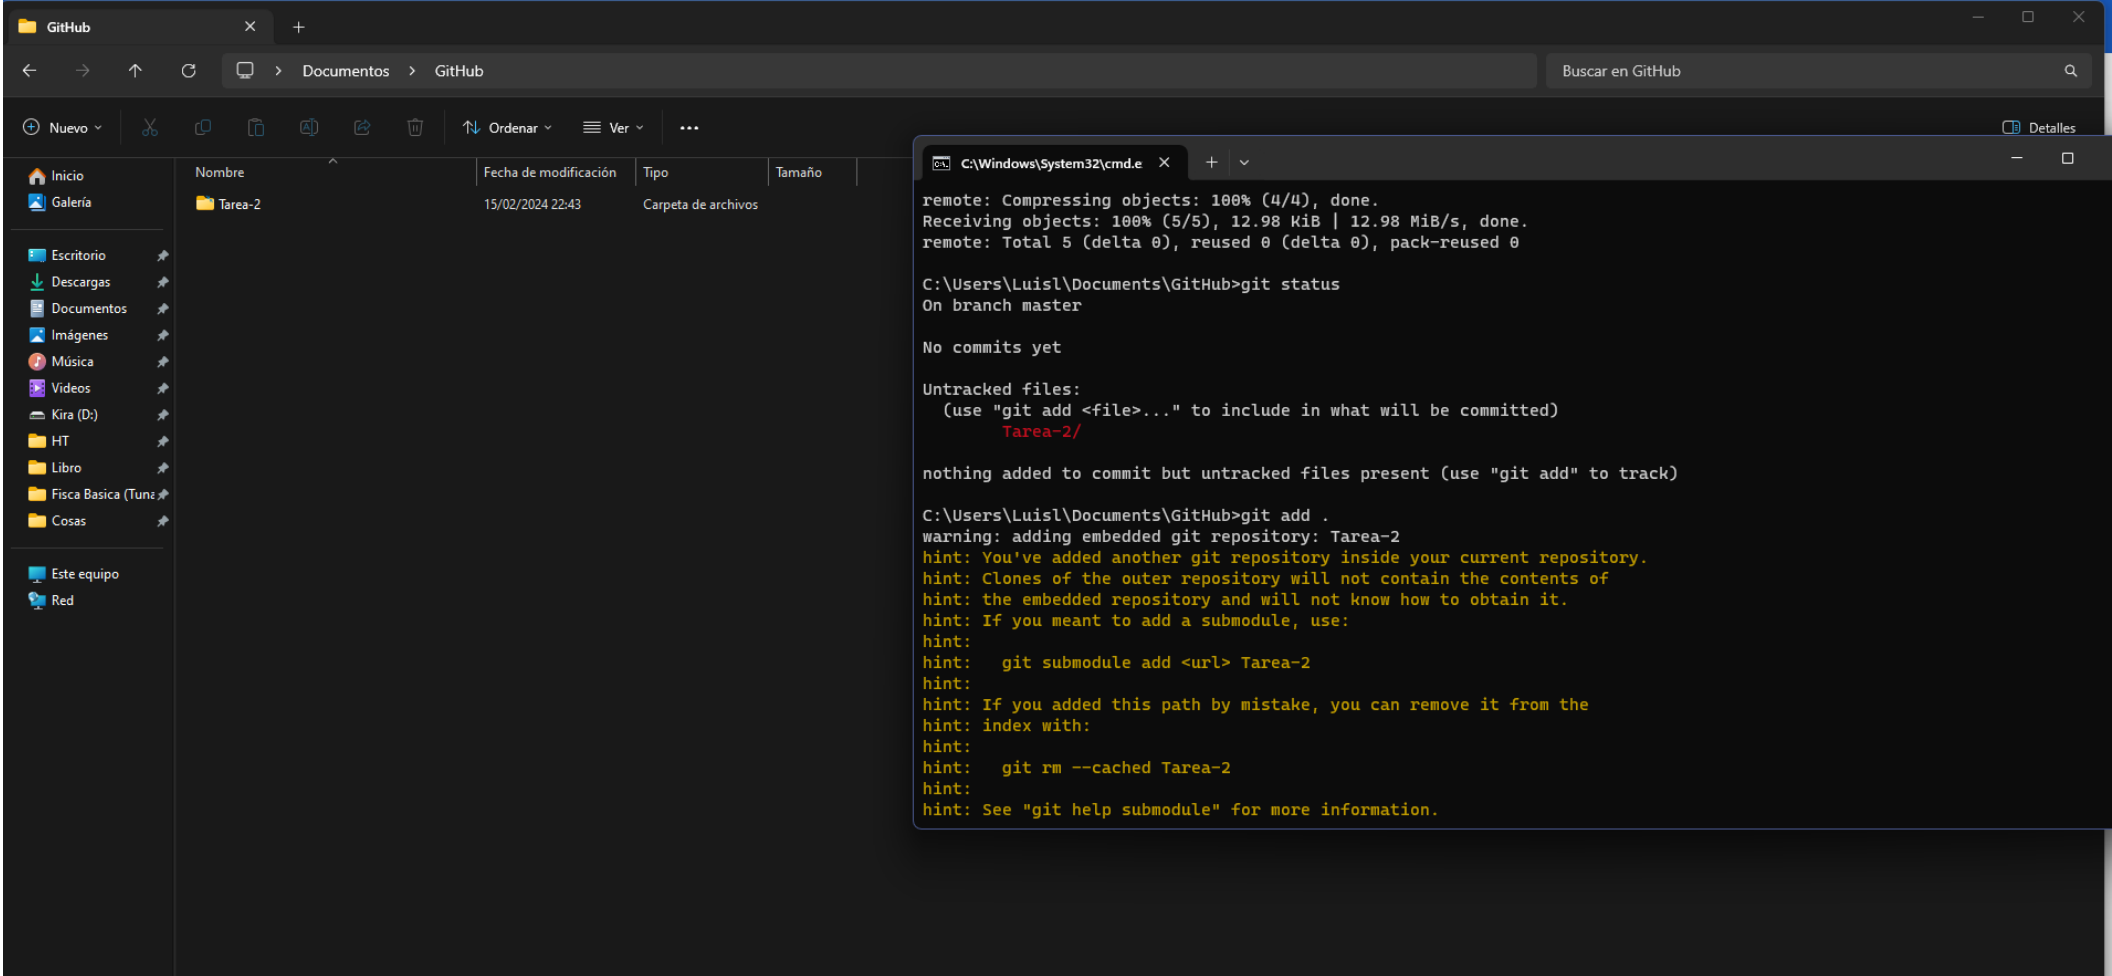 GitHub
Documentos > GitHub
Buscar en GitHub
Nuevo
Ordenar
Ver
Detalles
Inicio
Galería
Escritorio
Descargas
Documentos
Imágenes
Música
Videos
Kira (D:)
HT
Libro
Fisca Basica (Tuna
Cosas
Este equipo
Red
Nombre Fecha de modificación Tipo Tamaño
Tarea-2 15/02/2024 22:43 Carpeta de archivos
C:\Windows\System32\cmd.e
remote: Compressing objects: 100% (4/4), done.
Receiving objects: 100% (5/5), 12.98 KiB | 12.98 MiB/s, done.
remote: Total 5 (delta 0), reused 0 (delta 0), pack-reused 0
C:\Users\Luisl\Documents\GitHub>git status
On branch master
No commits yet
Untracked files:
(use "git add <file>..." to include in what will be committed)
Tarea-2/
nothing added to commit but untracked files present (use "git add" to track)
C:\Users\Luisl\Documents\GitHub>git add .
warning: adding embedded git repository: Tarea-2
hint: You've added another git repository inside your current repository.
hint: Clones of the outer repository will not contain the contents of
hint: the embedded repository and will not know how to obtain it.
hint: If you meant to add a submodule, use:
hint:
hint: git submodule add <url> Tarea-2
hint:
hint: If you added this path by mistake, you can remove it from the
hint: index with:
hint:
hint: git rm --cached Tarea-2
hint:
hint: See "git help submodule" for more information.